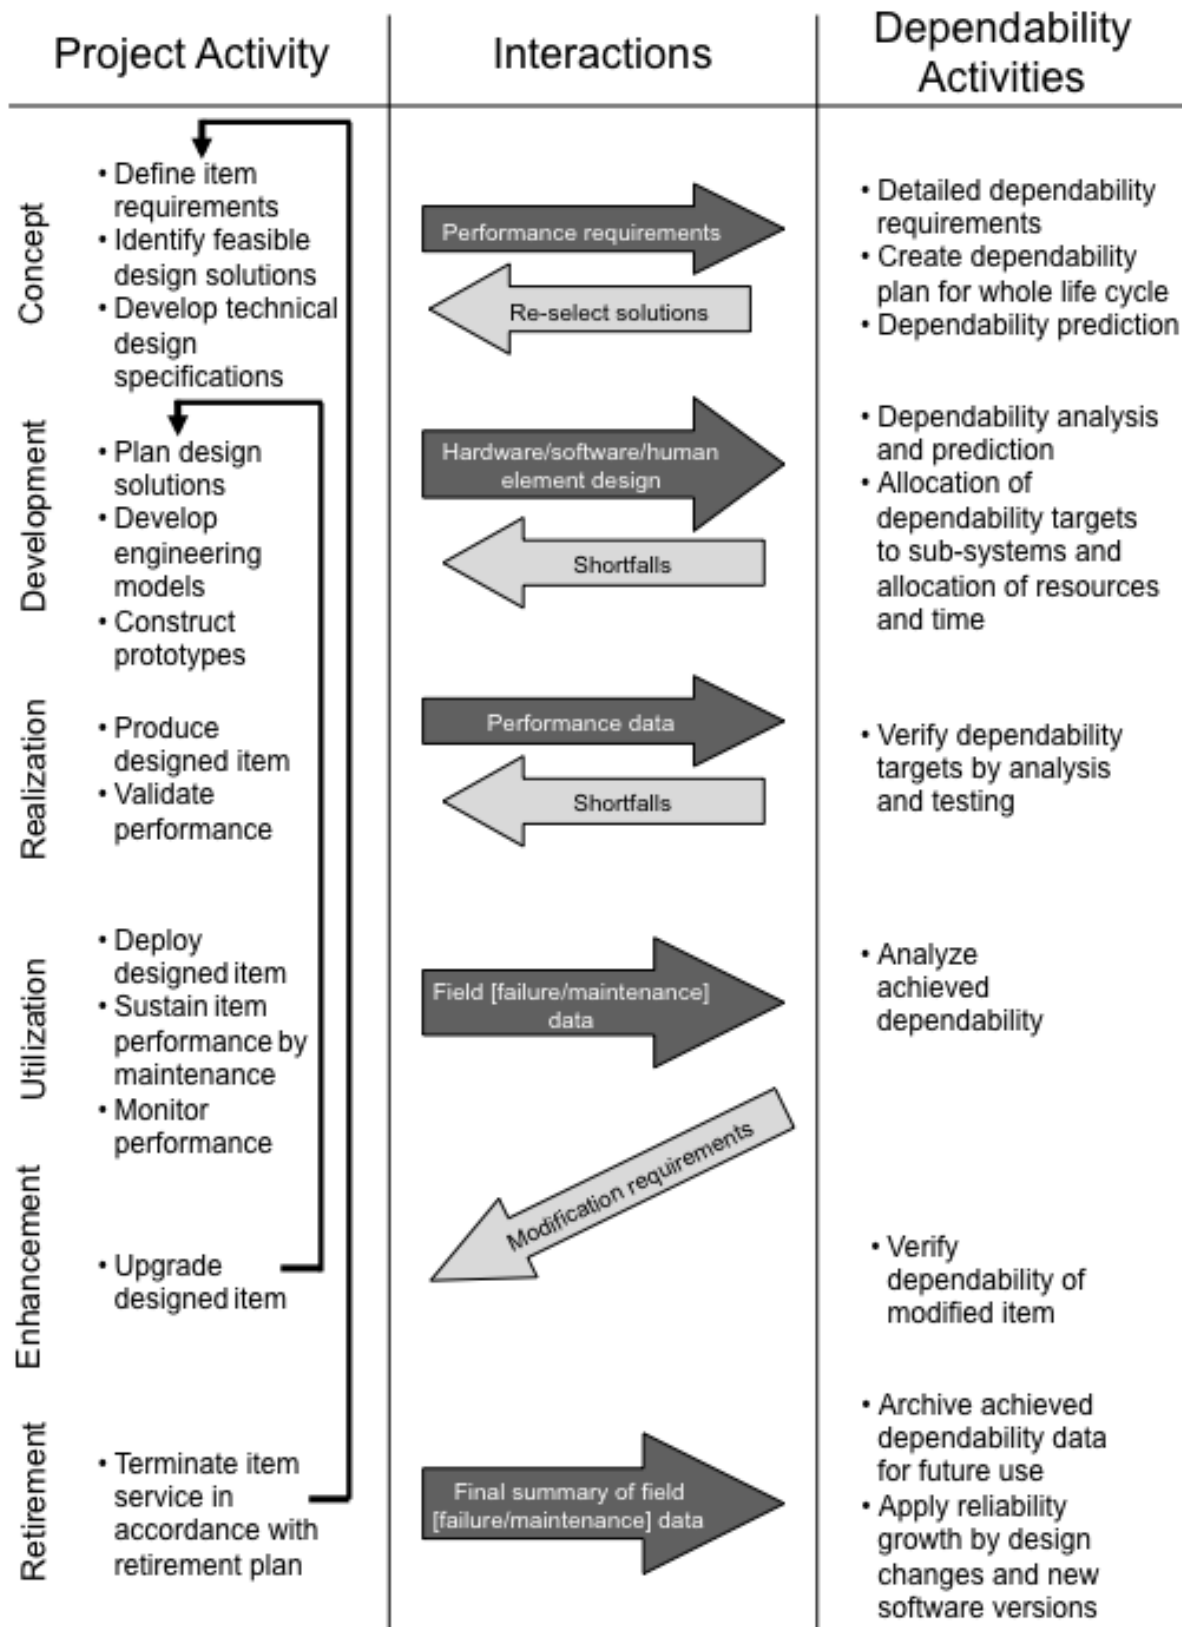 Project Activity
Interactions
Dependability
Activities
Concept
• Define item
requirements
• Identify feasible
design solutions
• Develop technical
design
specifications
Performance requirements
Re-select solutions
• Detailed dependability
requirements
• Create dependability
plan for whole life cycle
• Dependability prediction
Development
• Plan design
solutions
• Develop
engineering
models
• Construct
prototypes
Hardware/software/human
element design
Shortfalls
• Dependability analysis
and prediction
• Allocation of
dependability targets
to sub-systems and
allocation of resources
and time
Realization
• Produce
designed item
• Validate
performance
Performance data
Shortfalls
• Verify dependability
targets by analysis
and testing
Utilization
• Deploy
designed item
• Sustain item
performance by
maintenance
• Monitor
performance
Field [failure/maintenance]
data
• Analyze
achieved
dependability
Modification requirements
Enhancement
• Upgrade
designed item
• Verify
dependability of
modified item
Retirement
• Terminate item
service in
accordance with
retirement plan
Final summary of field
[failure/maintenance] data
• Archive achieved
dependability data
for future use
• Apply reliability
growth by design
changes and new
software versions